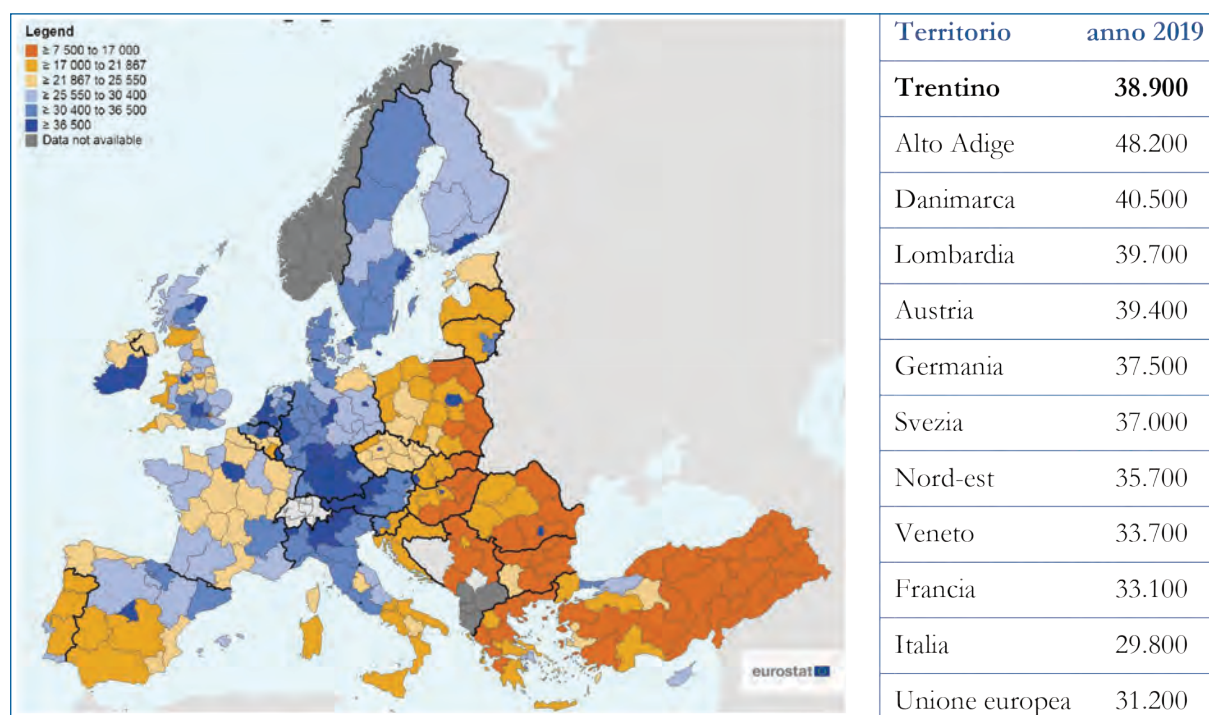 Legend
≥ 7 500 to 17 000
≥ 17 000 to 21 867
≥ 21 867 to 25 550
≥ 25 550 to 30 400
≥ 30 400 to 36 500
≥ 36 500
Data not available
eurostat
Territorio anno 2019
Trentino 38.900
Alto Adige 48.200
Danimarca 40.500
Lombardia 39.700
Austria 39.400
Germania 37.500
Svezia 37.000
Nord-est 35.700
Veneto 33.700
Francia 33.100
Italia 29.800
Unione europea 31.200